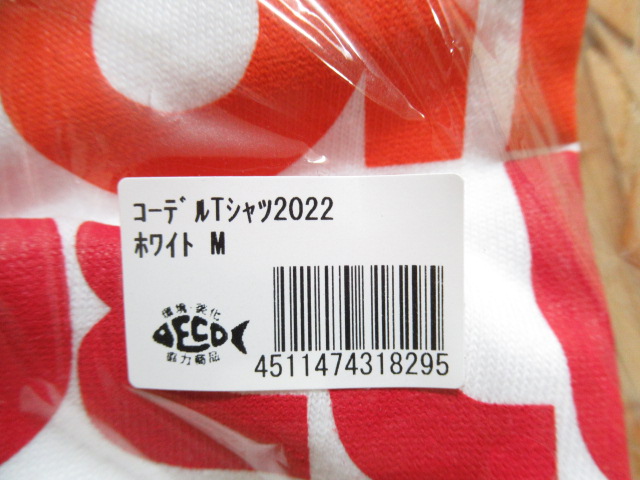 ｺｰﾃﾞﾙTｼｬﾂ2022
ﾎﾜｲﾄ M
環境・美化
ECO
協力商品
4511474318295